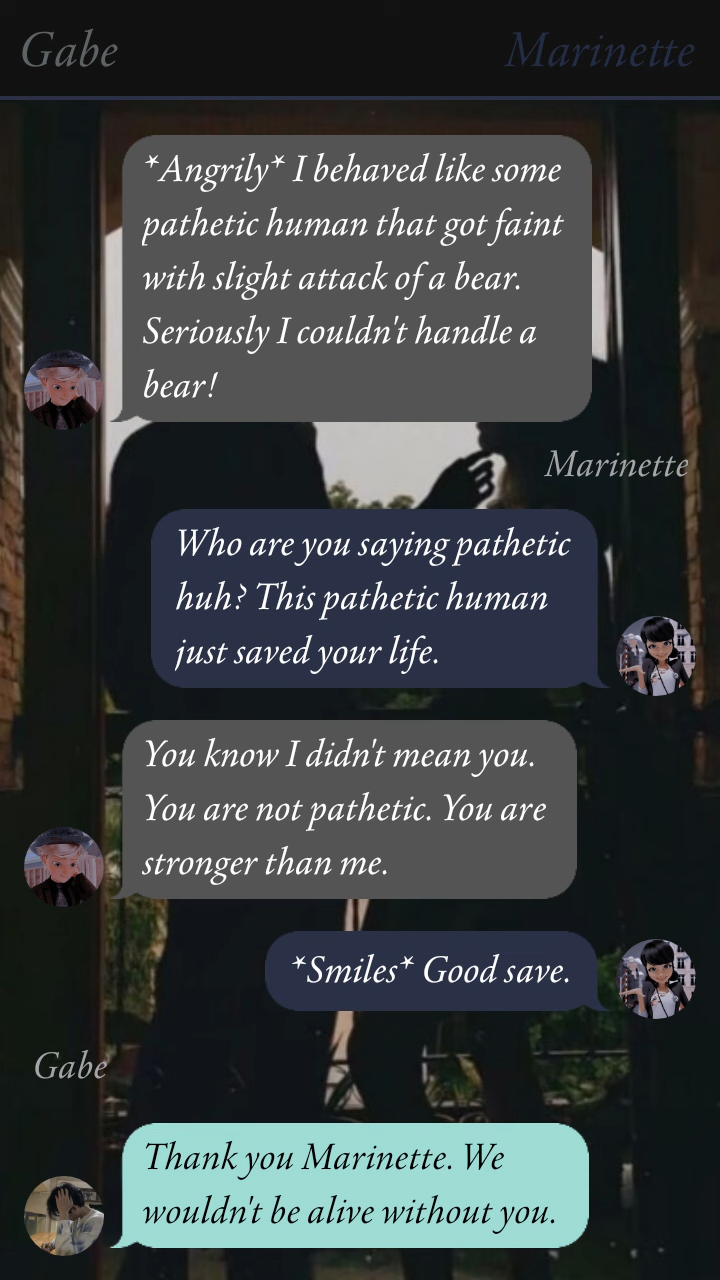 Gabe Marinette
*Angrily* I behaved like some
pathetic human that got faint
with slight attack of a bear.
Seriously I couldn't handle a
bear!
Marinette
Who are you saying pathetic
huh? This pathetic human
just saved your life.
You know I didn't mean you.
You are not pathetic. You are
stronger than me.
*Smiles* Good save.
Gabe
Thank you Marinette. We
wouldn't be alive without you.